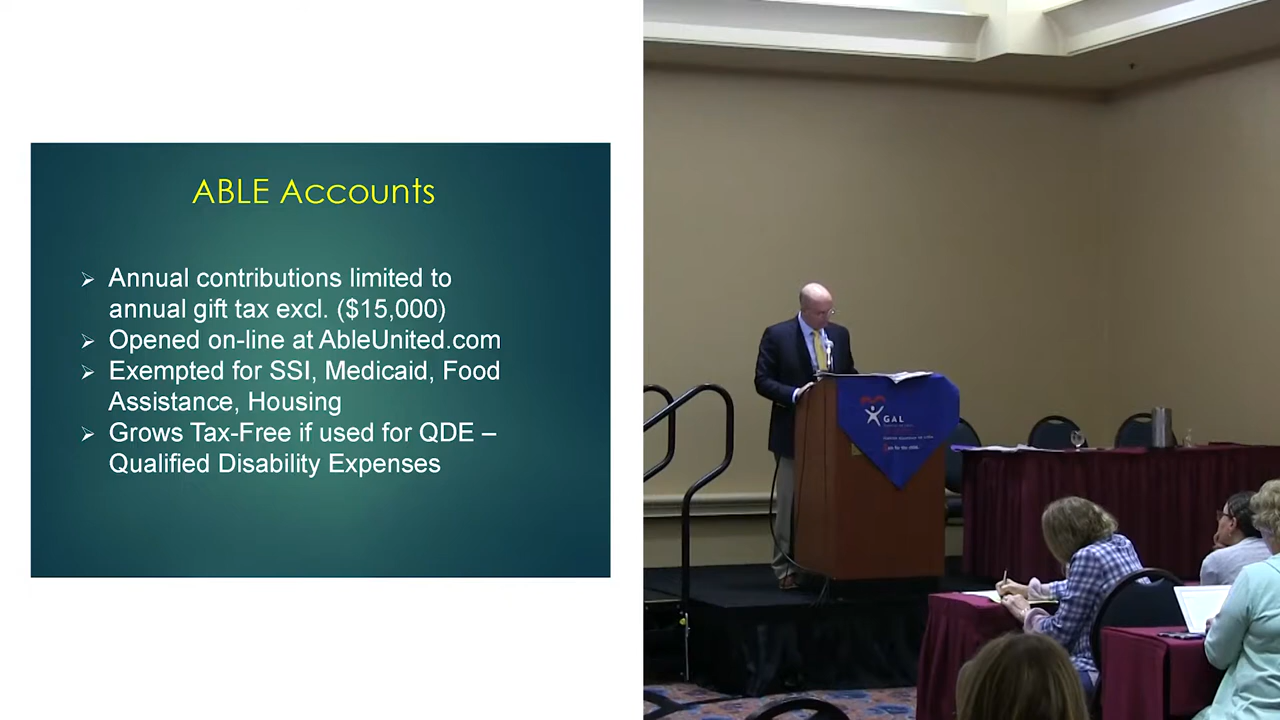 ABLE Accounts
Annual contributions limited to
annual gift tax excl. ($15,000)
Opened on-line at AbleUnited.com
Exempted for SSI, Medicaid, Food
Assistance, Housing
Grows Tax-Free if used for QDE –
Qualified Disability Expenses
GAL